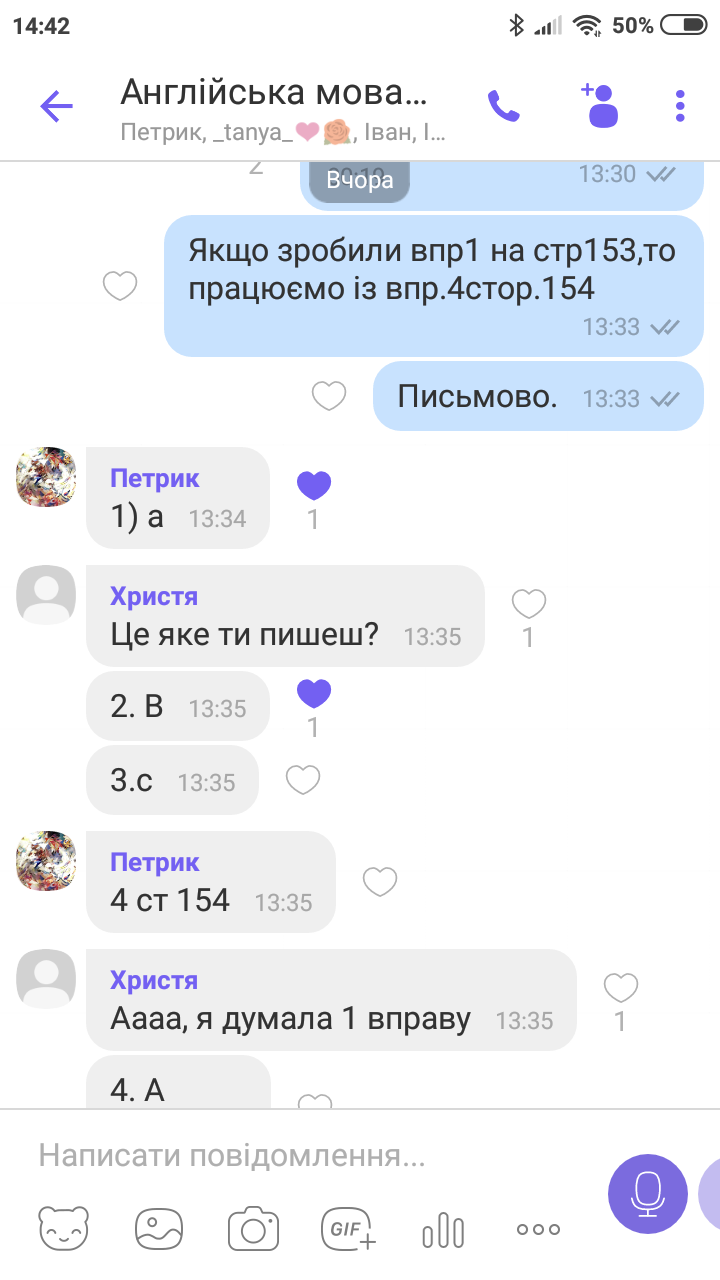 14:42
50%
Англійська мова...
Петрик, _tanya_❤🌹, Іван, І...
2
Вчора
13:30
Якщо зробили впр1 на стр153,то
працюємо із впр.4стор.154
13:33
Письмово. 13:33
Петрик
1) а 13:34
1
Христя
Це яке ти пишеш? 13:35
1
2. В 13:35
1
3.с 13:35
Петрик
4 ст 154 13:35
Христя
Аааа, я думала 1 вправу 13:35
1
4. А
Написати повідомлення...
GIF